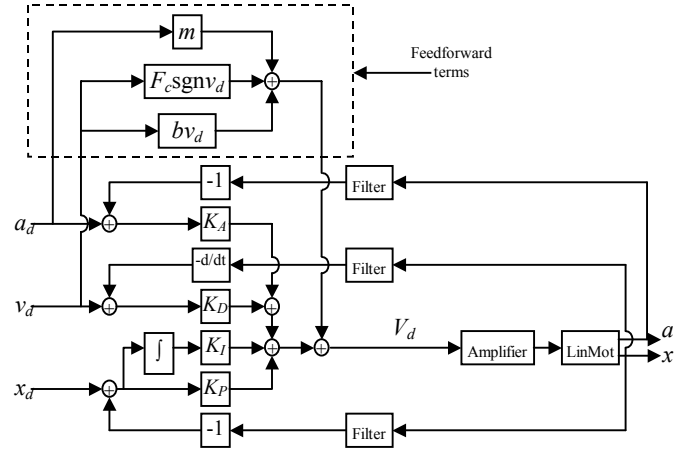 m
F_c sgnv_d
bv_d
Feedforward
terms
-1
Filter
a_d
K_A
-d/dt
Filter
v_d
K_D
V_d
a
∫
K_I
Amplifier
LinMot
x
x_d
K_P
-1
Filter